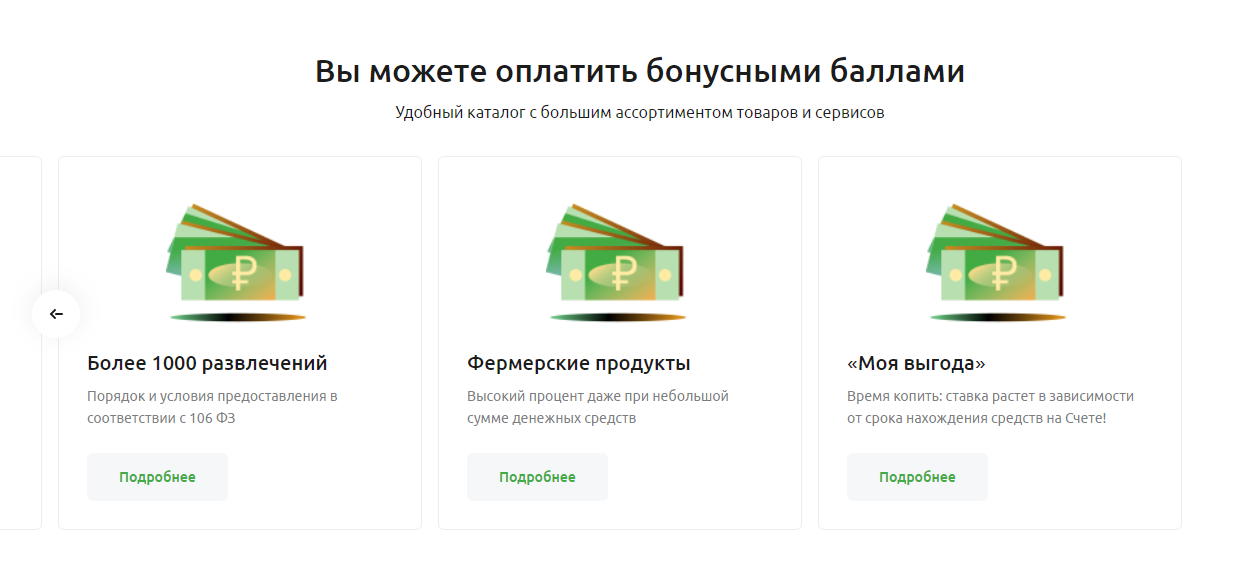 Вы можете оплатить бонусными баллами
Удобный каталог с большим ассортиментом товаров и сервисов
Более 1000 развлечений
Порядок и условия предоставления в
соответствии с 106 ФЗ
Подробнее
Фермерские продукты
Высокий процент даже при небольшой
сумме денежных средств
Подробнее
«Моя выгода»
Время копить: ставка растет в зависимости
от срока нахождения средств на Счете!
Подробнее